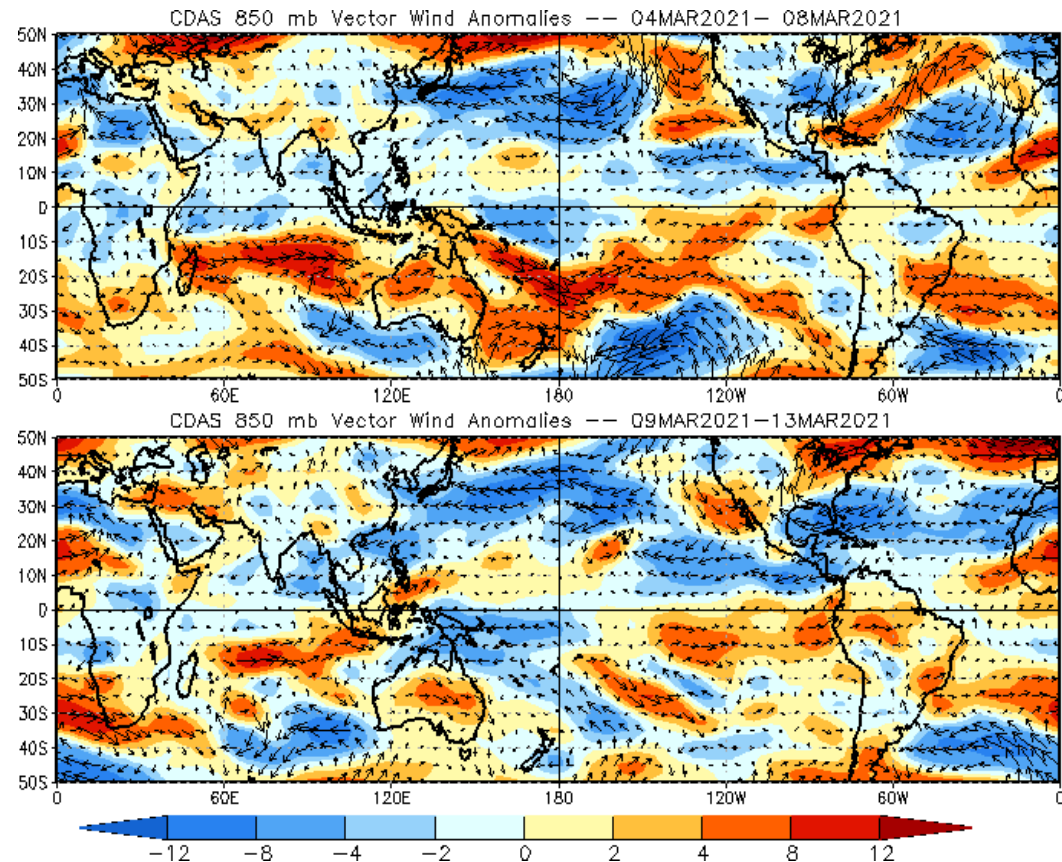 CDAS 850 mb Vector Wind Anomalies -- 04MAR2021- 08MAR2021
50N
40N
30N
20N
10N
0
10S
20S
30S
40S
50S
0 60E 120E 180 120W 60W 0
CDAS 850 mb Vector Wind Anomalies -- 09MAR2021-13MAR2021
50N
40N
30N
20N
10N
0
10S
20S
30S
40S
50S
0 60E 120E 180 120W 60W 0
-12 -8 -4 -2 0 2 4 8 12